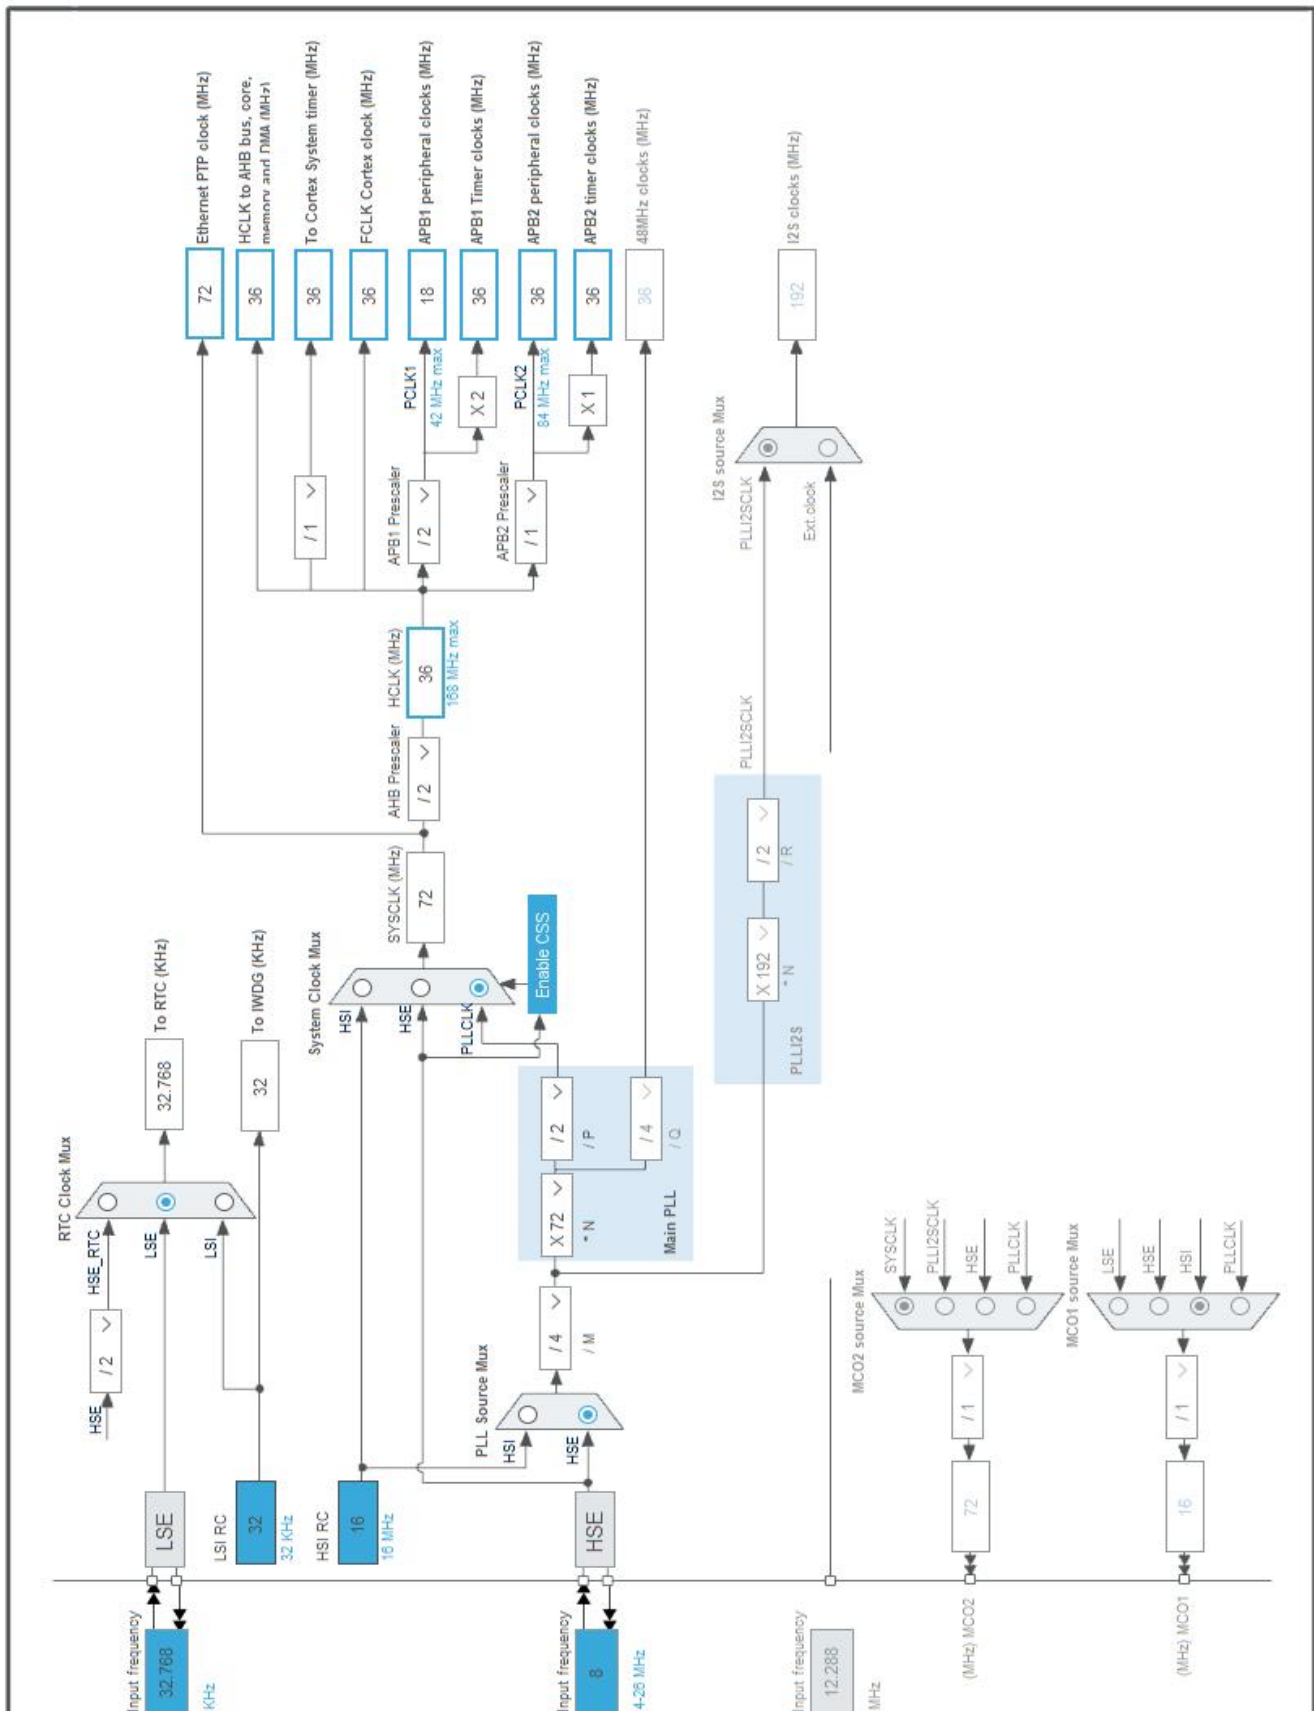 Input frequency
32.768
KHz
LSE
HSE
/ 2
HSE_RTC
LSE
LSI
RTC Clock Mux
32.768
To RTC (KHz)
LSI RC
32
32 KHz
32
To IWDG (KHz)
HSI RC
16
16 MHz
Input frequency
8
4-26 MHz
HSE
PLL Source Mux
HSI
HSE
/ 4
/ M
X 72
* N
/ 2
/ P
/ 4
/ Q
Main PLL
System Clock Mux
HSI
HSE
PLLCLK
Enable CSS
SYSCLK (MHz)
72
AHB Prescaler
/ 2
HCLK (MHz)
36
168 MHz max
/ 1
APB1 Prescaler
/ 2
PCLK1
42 MHz max
X 2
APB2 Prescaler
/ 1
PCLK2
84 MHz max
X 1
72
Ethernet PTP clock (MHz)
36
HCLK to AHB bus, core,
memory and DMA (MHz)
36
To Cortex System timer (MHz)
36
FCLK Cortex clock (MHz)
18
APB1 peripheral clocks (MHz)
36
APB1 Timer clocks (MHz)
36
APB2 peripheral clocks (MHz)
36
APB2 timer clocks (MHz)
36
48MHz clocks (MHz)
X 192
* N
/ 2
/ R
PLLI2S
PLLI2SCLK
PLLI2SCLK
Ext.clock
I2S source Mux
192
I2S clocks (MHz)
Input frequency
12.288
MHz
MCO2 source Mux
SYSCLK
PLLI2SCLK
HSE
PLLCLK
/ 1
72
(MHz) MCO2
MCO1 source Mux
LSE
HSE
HSI
PLLCLK
/ 1
16
(MHz) MCO1